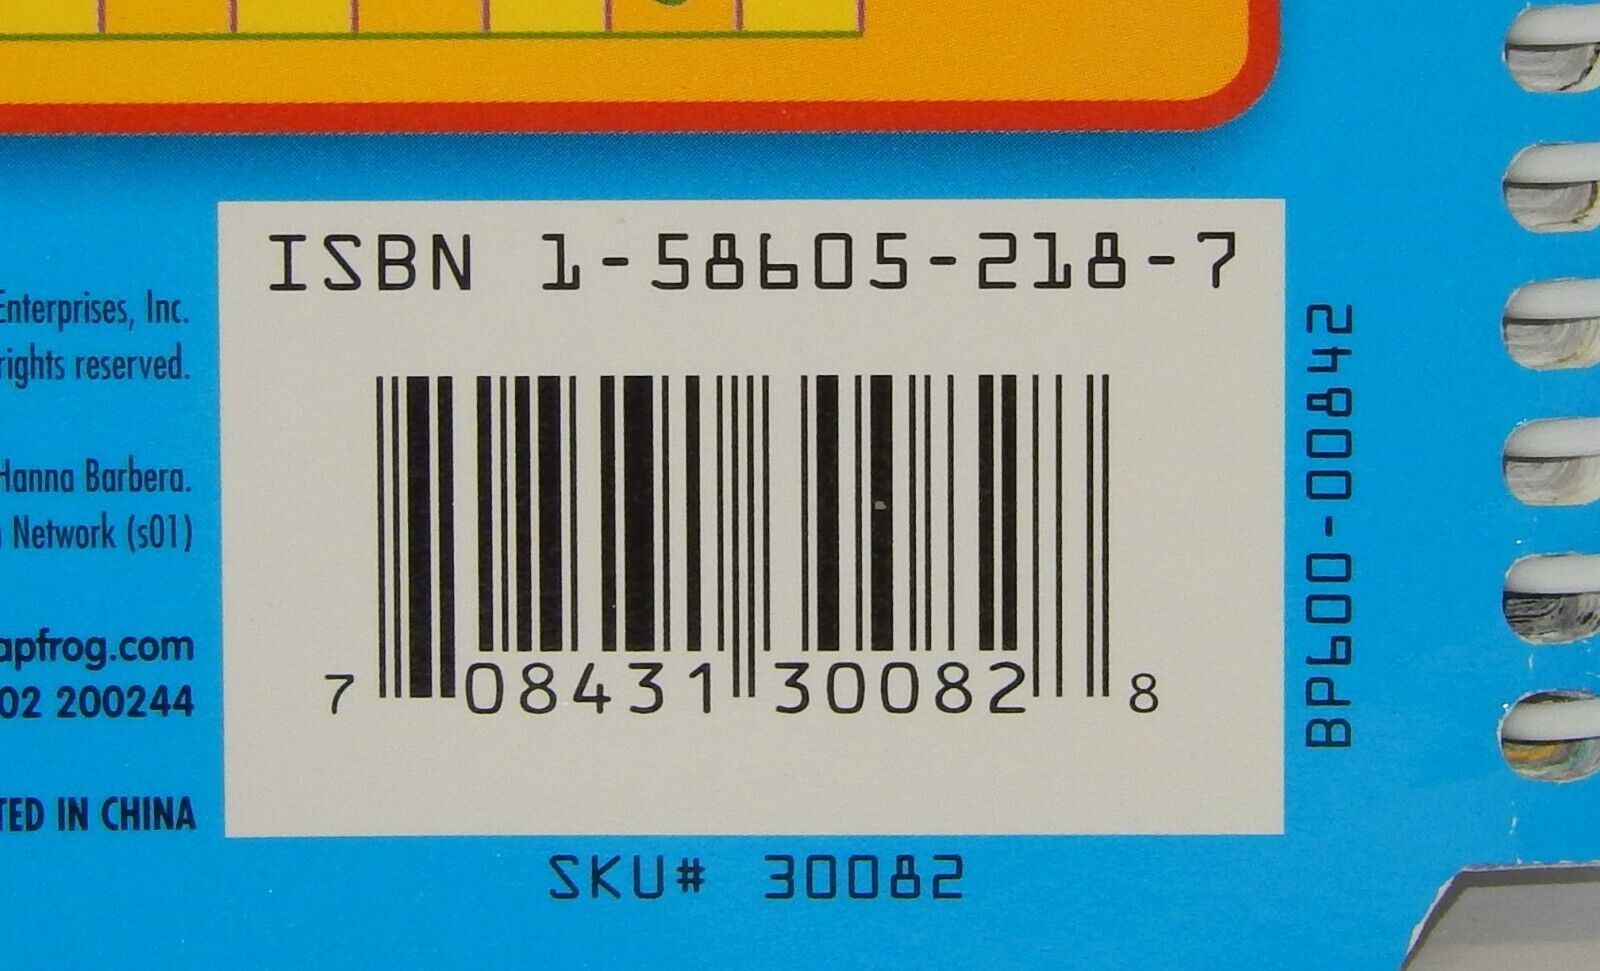 ISBN 1-58605-218-7
Enterprises, Inc.
rights reserved.
Hanna Barbera.
Network (s01)
apfrog.com
02 200244
TED IN CHINA
7 08431 30082 8
SKU# 30082
BP600-00842